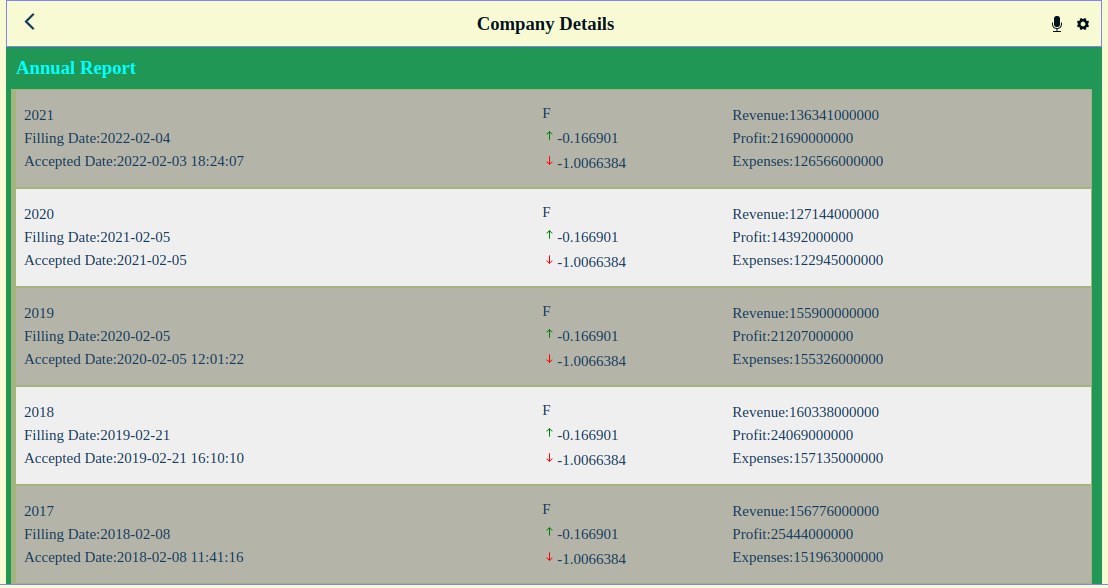 Company Details
Annual Report
2021
Filling Date:2022-02-04
Accepted Date:2022-02-03 18:24:07
F
↑ -0.166901
↓ -1.0066384
Revenue:136341000000
Profit:21690000000
Expenses:126566000000
2020
Filling Date:2021-02-05
Accepted Date:2021-02-05
F
↑ -0.166901
↓ -1.0066384
Revenue:127144000000
Profit:14392000000
Expenses:122945000000
2019
Filling Date:2020-02-05
Accepted Date:2020-02-05 12:01:22
F
↑ -0.166901
↓ -1.0066384
Revenue:155900000000
Profit:21207000000
Expenses:155326000000
2018
Filling Date:2019-02-21
Accepted Date:2019-02-21 16:10:10
F
↑ -0.166901
↓ -1.0066384
Revenue:160338000000
Profit:24069000000
Expenses:157135000000
2017
Filling Date:2018-02-08
Accepted Date:2018-02-08 11:41:16
F
↑ -0.166901
↓ -1.0066384
Revenue:156776000000
Profit:25444000000
Expenses:151963000000